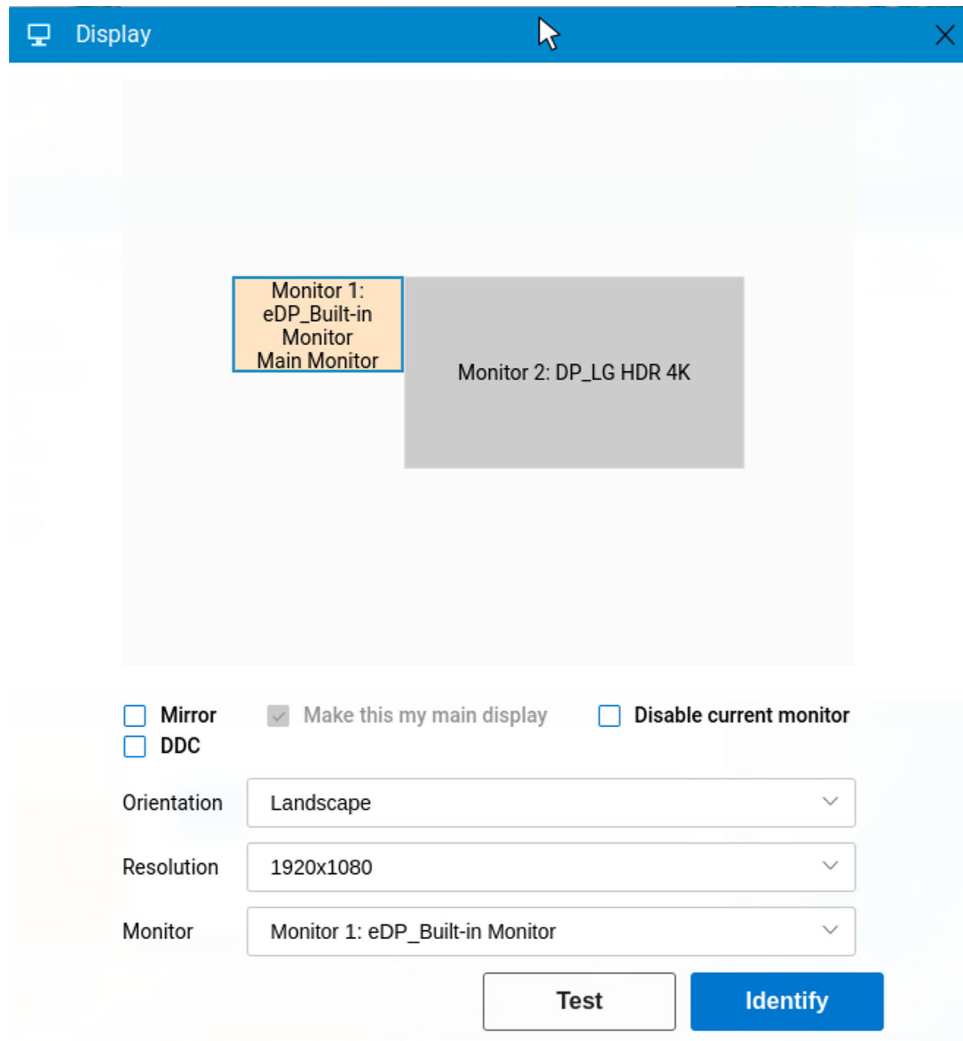 Display
Monitor 1:
eDP_Built-in
Monitor
Main Monitor
Monitor 2: DP_LG HDR 4K
Mirror
Make this my main display
Disable current monitor
DDC
Orientation
Landscape
Resolution
1920x1080
Monitor
Monitor 1: eDP_Built-in Monitor
Test
Identify